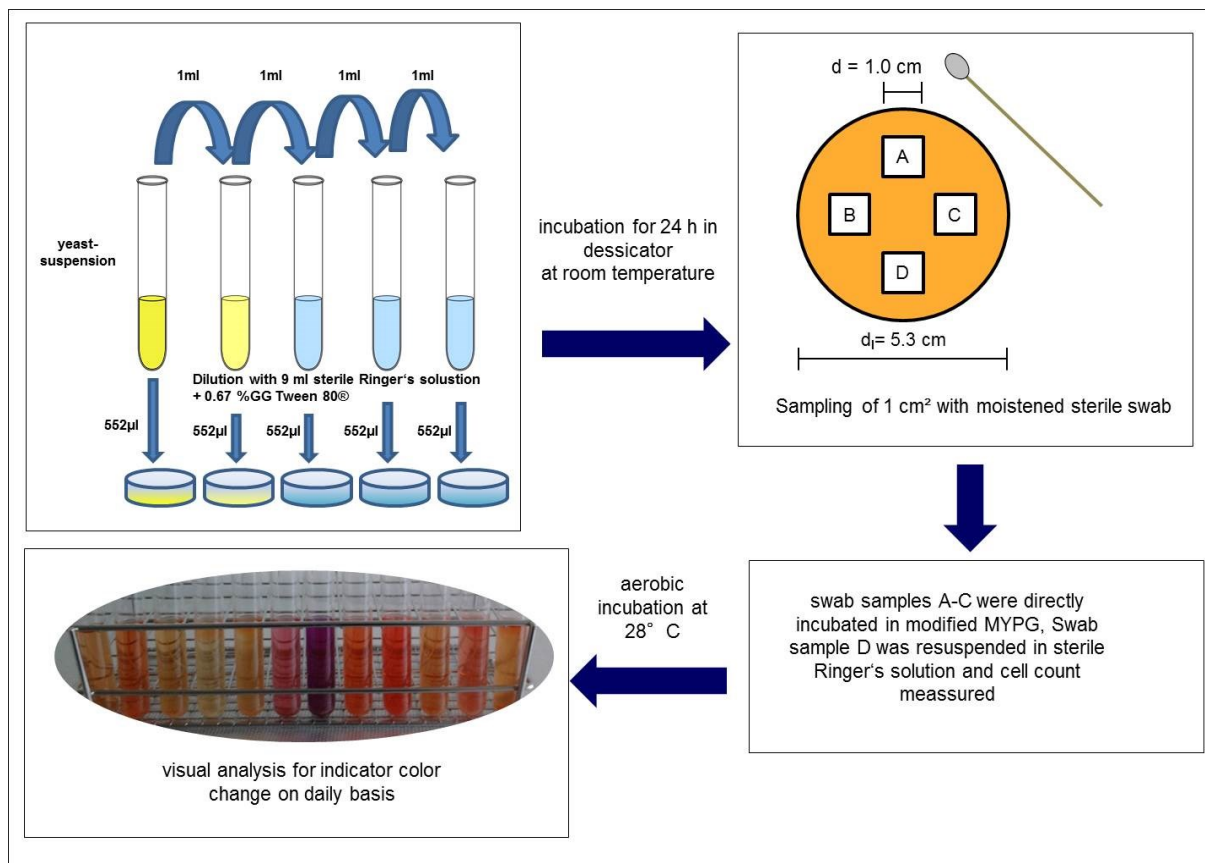 1ml
1ml
1ml
1ml
yeast-
suspension
Dilution with 9 ml sterile Ringer‘s solustion
+ 0.67 %GG Tween 80®
552µl
552µl
552µl
552µl
552µl
incubation for 24 h in
dessicator
at room temperature
d = 1.0 cm
A
B
C
D
dı= 5.3 cm
Sampling of 1 cm² with moistened sterile swab
swab samples A-C were directly
incubated in modified MYPG, Swab
sample D was resuspended in sterile
Ringer‘s solution and cell count
meassured
aerobic
incubation at
28° C
visual analysis for indicator color
change on daily basis